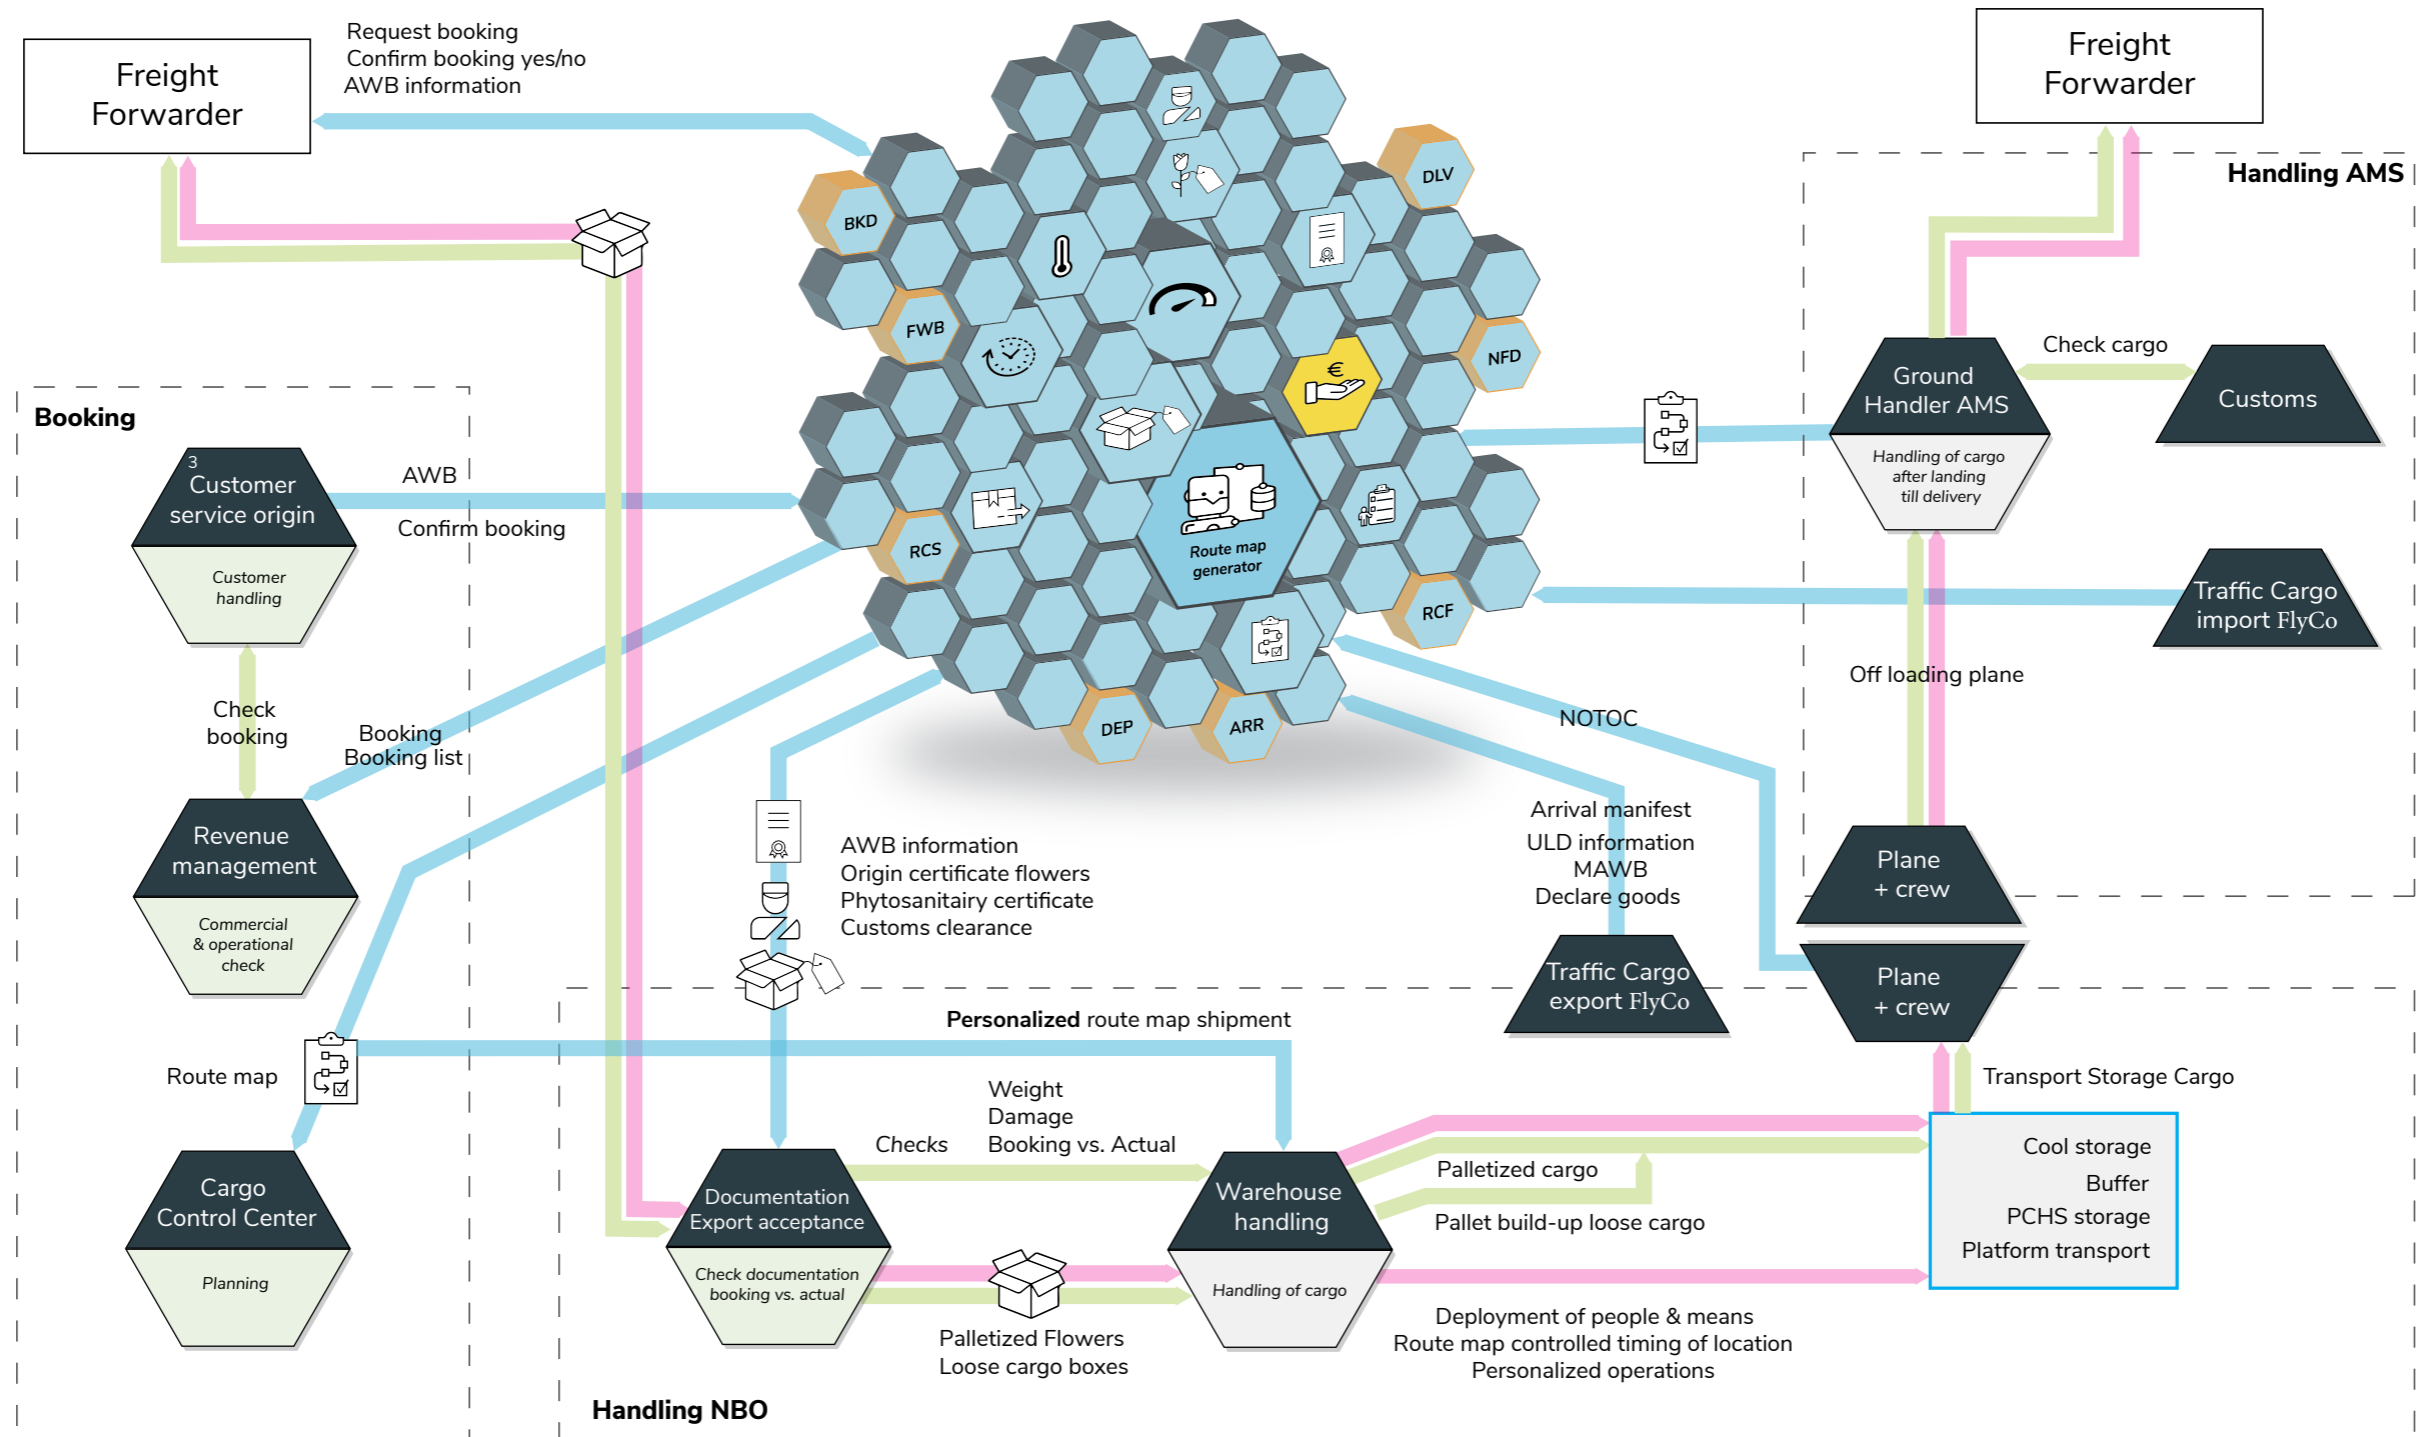 Freight
Forwarder
Request booking
Confirm booking yes/no
AWB information
Freight
Forwarder
Handling AMS
BKD
FWB
RCS
DEP
ARR
RCF
NFD
DLV
€
Route map
generator
Booking
3
Customer
service origin
Customer
handling
AWB
Confirm booking
Check
booking
Booking
Booking list
Revenue
management
Commercial
& operational
check
Route map
Cargo
Control Center
Planning
Ground
Handler AMS
Handling of cargo
after landing
till delivery
Check cargo
Customs
Traffic Cargo
import FlyCo
Off loading plane
NOTOC
Plane
+ crew
Plane
+ crew
Arrival manifest
ULD information
MAWB
Declare goods
Traffic Cargo
export FlyCo
AWB information
Origin certificate flowers
Phytosanitairy certificate
Customs clearance
Personalized route map shipment
Weight
Damage
Checks
Booking vs. Actual
Documentation
Export acceptance
Check documentation
booking vs. actual
Palletized Flowers
Loose cargo boxes
Warehouse
handling
Handling of cargo
Palletized cargo
Pallet build-up loose cargo
Transport Storage Cargo
Cool storage
Buffer
PCHS storage
Platform transport
Deployment of people & means
Route map controlled timing of location
Personalized operations
Handling NBO